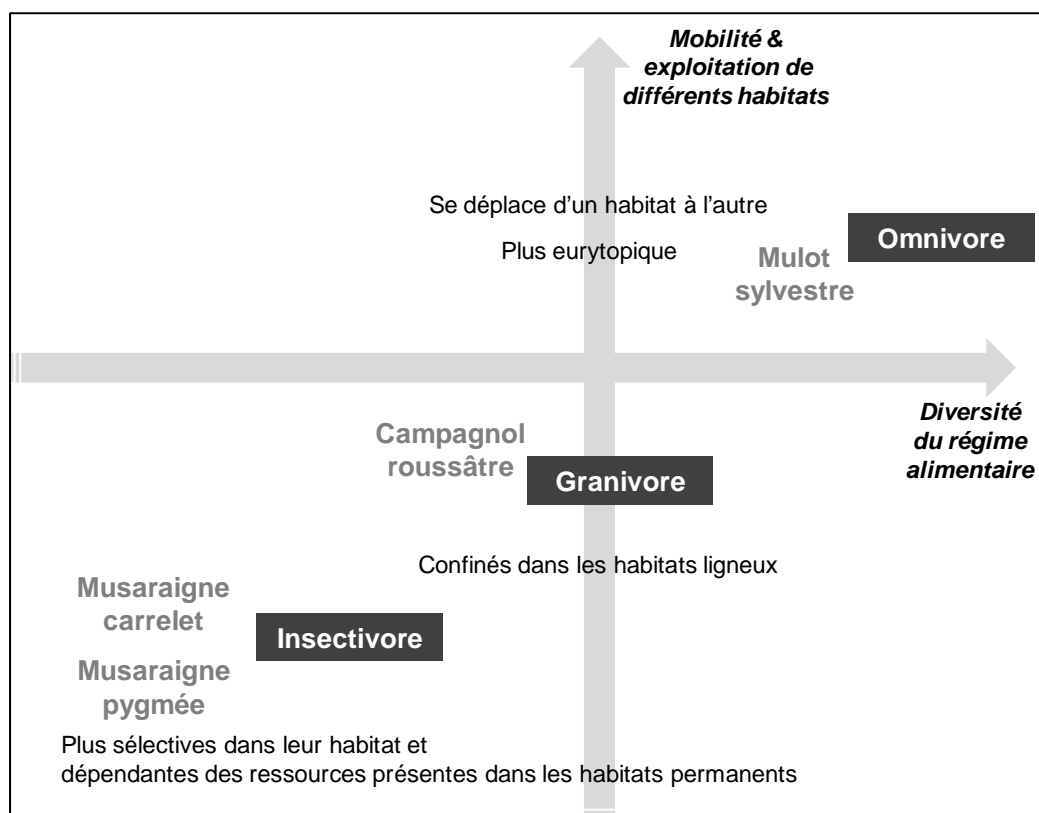 Mobilité &
exploitation de
différents habitats
Se déplace d'un habitat à l'autre
Plus eurytopique
Omnivore
Mulot
sylvestre
Diversité
du régime
alimentaire
Campagnol
roussâtre
Granivore
Confinés dans les habitats ligneux
Musaraigne
carrelet
Insectivore
Musaraigne
pygmée
Plus sélectives dans leur habitat et
dépendantes des ressources présentes dans les habitats permanents